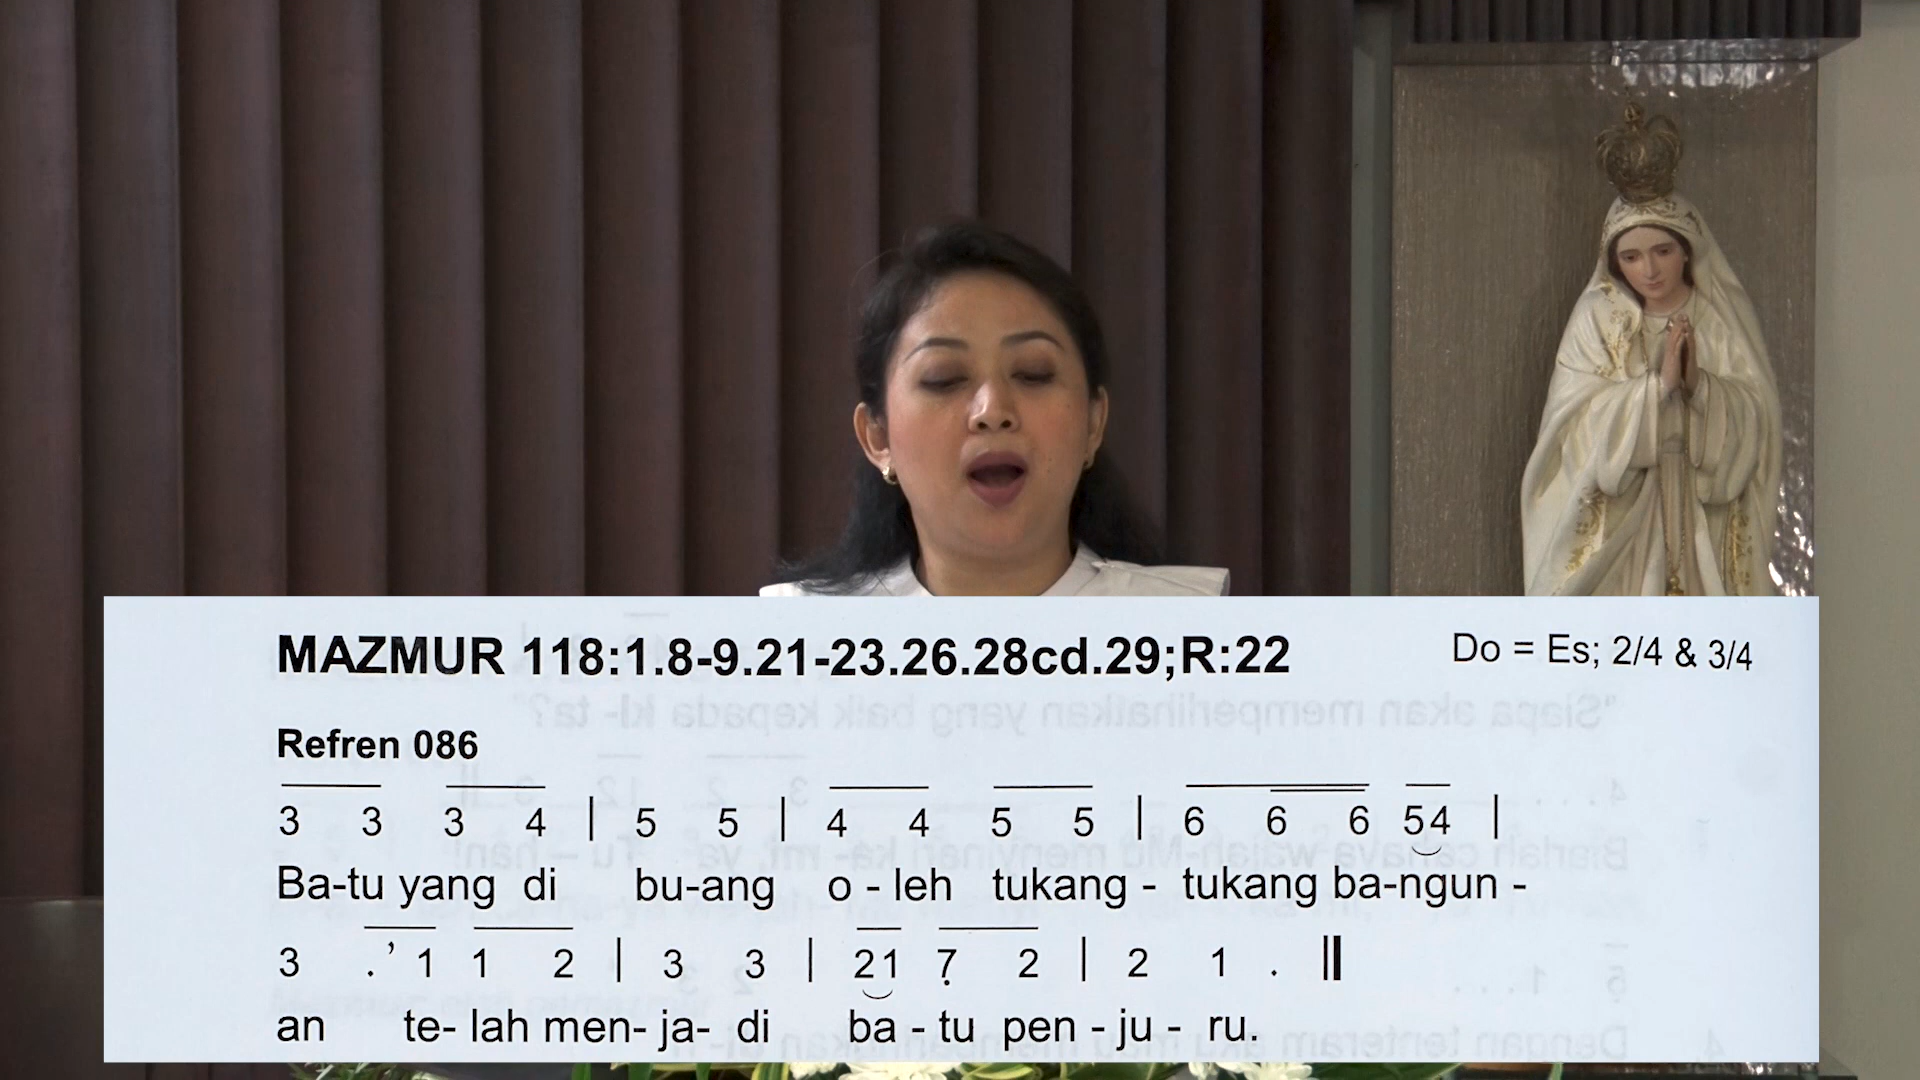 MAZMUR 118:1.8-9.21-23.26.28cd.29;R:22
Do = Es; 2/4 & 3/4
Refren 086
3 3 3 4 | 5 5 | 4 4 5 5 | 6 6 6 54 |
Ba-tu yang di bu-ang o - leh tukang - tukang ba-ngun -
3 . ’ 1 1 2 | 3 3 | 21 7̣ 2 | 2 1 . ||
an te- lah men- ja- di ba - tu pen - ju - ru.